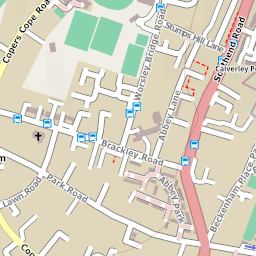 Copers Cope Road
Worsley Bridge Road
Stumps Hill Lane
Southend Road
Calverley
Abbey Lane
Brackley Road
Park Road
Lawn Road
Abbey Park
Beckenham Place Park
Cope